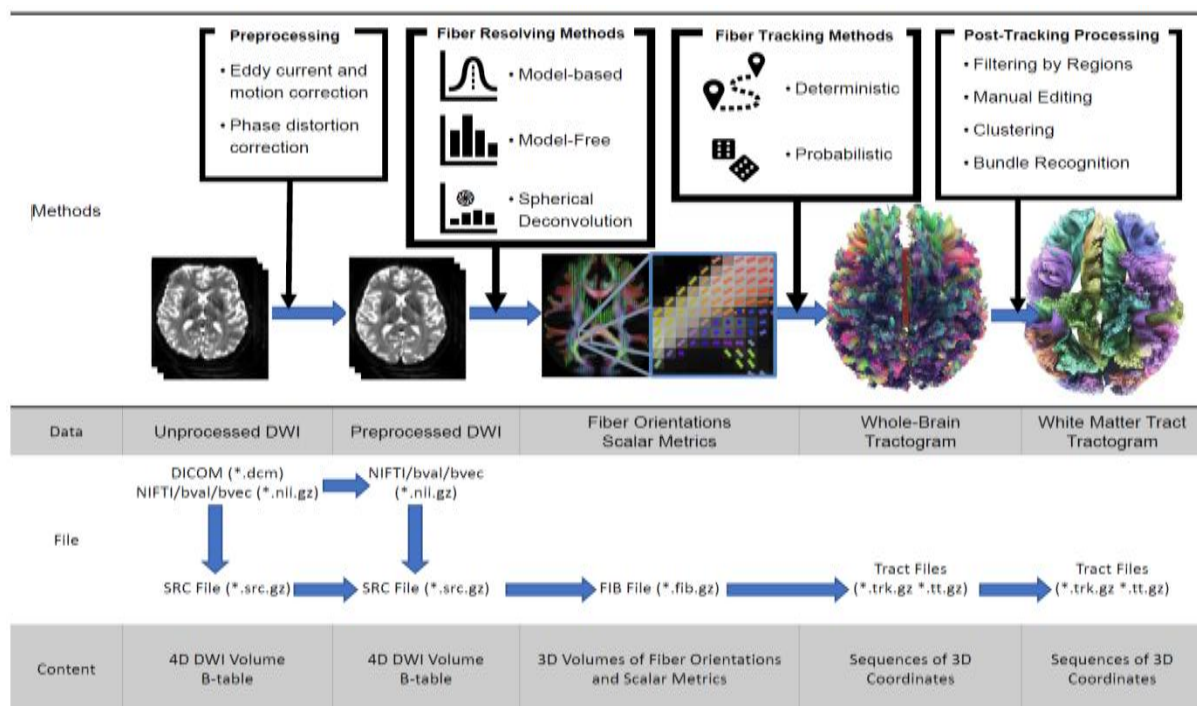 Preprocessing
• Eddy current and
motion correction
• Phase distortion
correction
Fiber Resolving Methods
• Model-based
• Model-Free
• Spherical
Deconvolution
Fiber Tracking Methods
• Deterministic
• Probabilistic
Post-Tracking Processing
• Filtering by Regions
• Manual Editing
• Clustering
• Bundle Recognition
Methods
Data
Unprocessed DWI
Preprocessed DWI
Fiber Orientations
Scalar Metrics
Whole-Brain
Tractogram
White Matter Tract
Tractogram
File
DICOM (*.dcm)
NIFTI/bval/bvec (*.nii.gz)
NIFTI/bval/bvec
(*.nii.gz)
SRC File (*.src.gz)
SRC File (*.src.gz)
FIB File (*.fib.gz)
Tract Files
(*.trk.gz *.tt.gz)
Tract Files
(*.trk.gz *.tt.gz)
Content
4D DWI Volume
B-table
4D DWI Volume
B-table
3D Volumes of Fiber Orientations
and Scalar Metrics
Sequences of 3D
Coordinates
Sequences of 3D
Coordinates